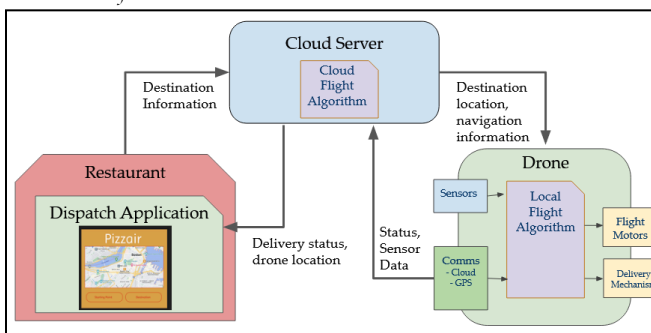 Cloud Server
Cloud
Flight
Algorithm
Destination
Information
Destination
location,
navigation
information
Restaurant
Dispatch Application
Pizzair
Delivery status,
drone location
Status,
Sensor
Data
Drone
Sensors
Local
Flight
Algorithm
Comms
- Cloud
- GPS
Flight
Motors
Delivery
Mechanism